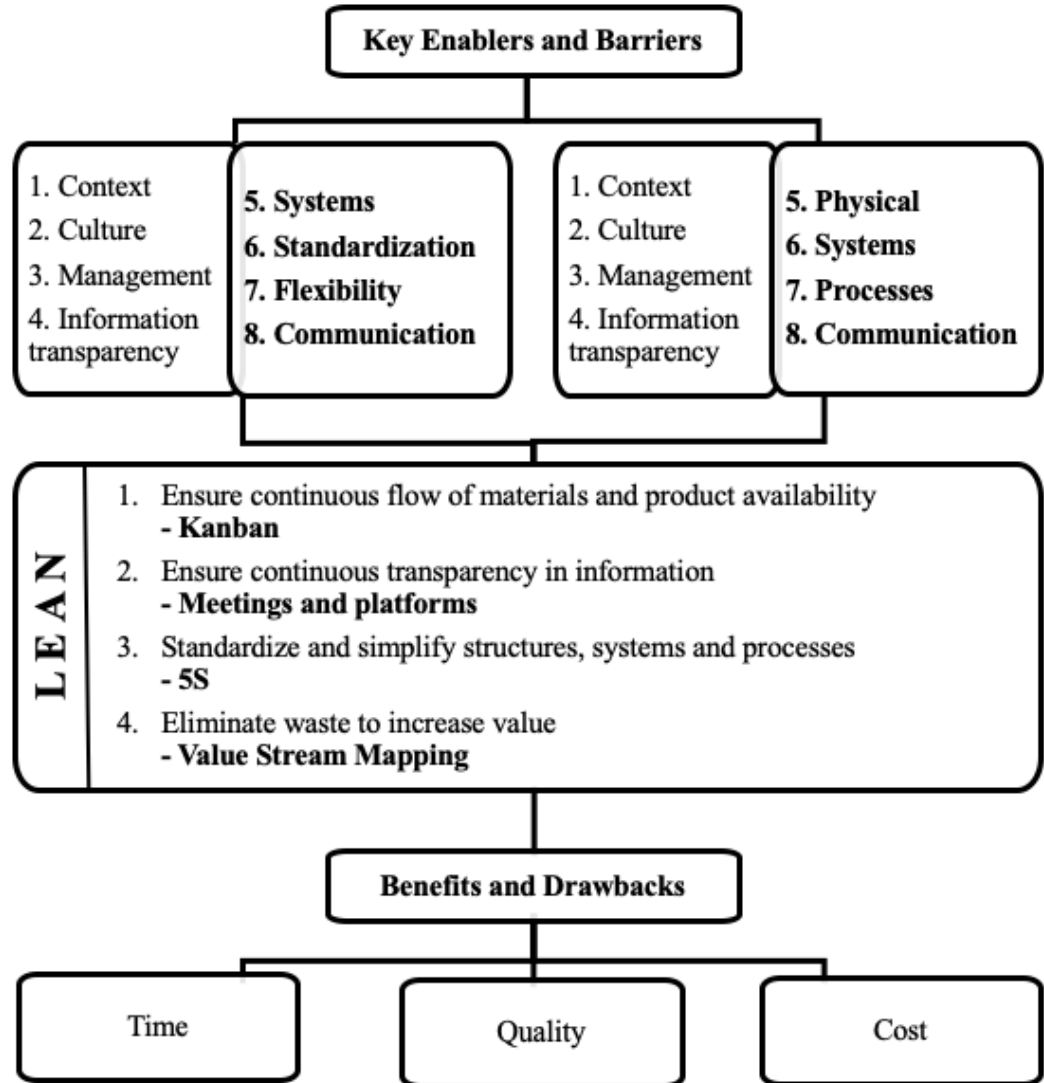 Key Enablers and Barriers
1. Context
2. Culture
3. Management
4. Information
transparency
5. Systems
6. Standardization
7. Flexibility
8. Communication
1. Context
2. Culture
3. Management
4. Information
transparency
5. Physical
6. Systems
7. Processes
8. Communication
LEAN
1. Ensure continuous flow of materials and product availability
- Kanban
2. Ensure continuous transparency in information
- Meetings and platforms
3. Standardize and simplify structures, systems and processes
- 5S
4. Eliminate waste to increase value
- Value Stream Mapping
Benefits and Drawbacks
Time
Quality
Cost